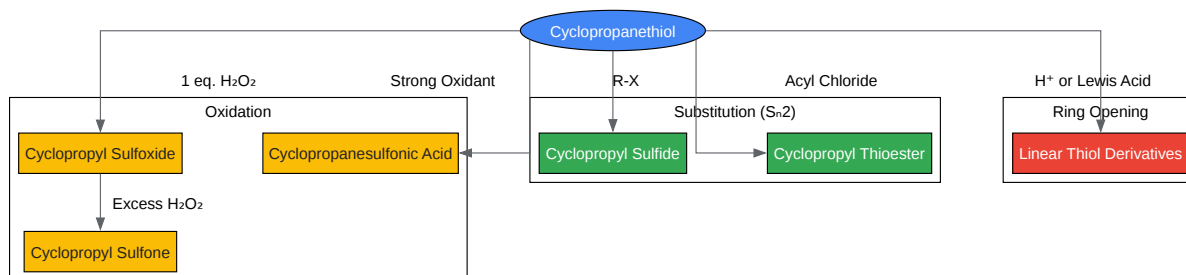 Cyclopropanethiol
1 eq. H₂O₂
Strong Oxidant
R-X
Acyl Chloride
H⁺ or Lewis Acid
Oxidation
Substitution (Sₙ2)
Ring Opening
Cyclopropyl Sulfoxide
Cyclopropanesulfonic Acid
Cyclopropyl Sulfide
Cyclopropyl Thioester
Linear Thiol Derivatives
Excess H₂O₂
Cyclopropyl Sulfone